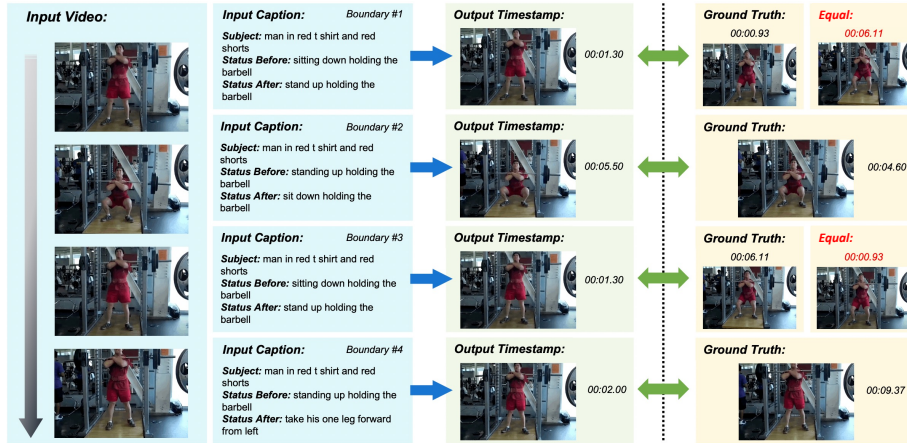 Input Video:
Input Caption: Boundary #1
Subject: man in red t shirt and red
shorts
Status Before: sitting down holding the
barbell
Status After: stand up holding the
barbell
Output Timestamp:
00:01.30
Ground Truth:
00:00.93
Equal:
00:06.11
Input Caption: Boundary #2
Subject: man in red t shirt and red
shorts
Status Before: standing up holding the
barbell
Status After: sit down holding the
barbell
Output Timestamp:
00:05.50
Ground Truth:
00:04.60
Input Caption: Boundary #3
Subject: man in red t shirt and red
shorts
Status Before: sitting down holding the
barbell
Status After: stand up holding the
barbell
Output Timestamp:
00:01.30
Ground Truth:
00:06.11
Equal:
00:00.93
Input Caption: Boundary #4
Subject: man in red t shirt and red
shorts
Status Before: standing up holding the
barbell
Status After: take his one leg forward
from left
Output Timestamp:
00:02.00
Ground Truth:
00:09.37